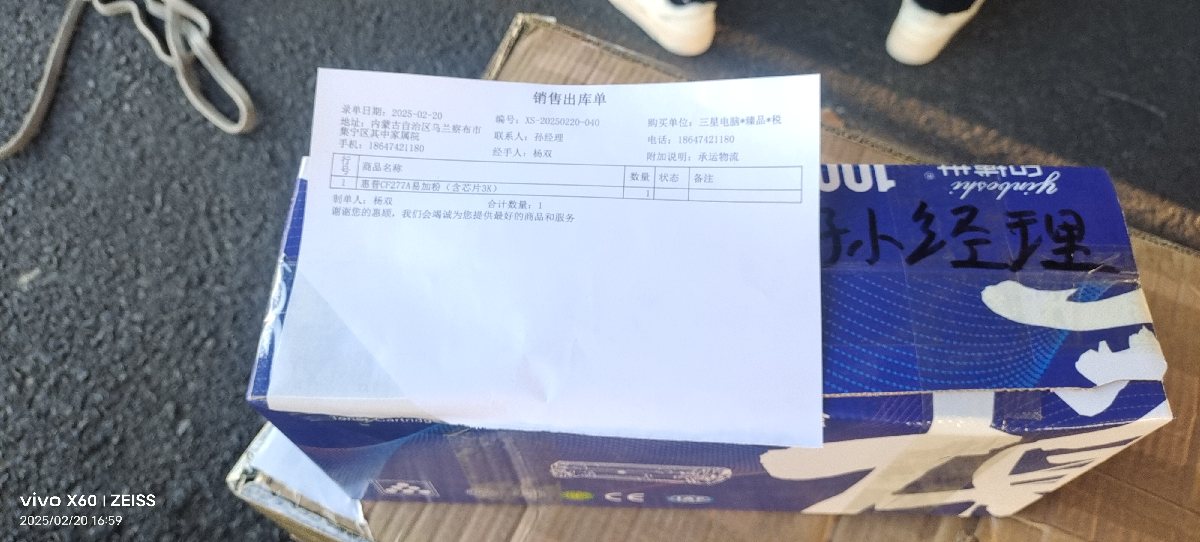 销售出库单
录单日期：2025-02-20
编号：XS-20250220-040
购买单位：三星电脑*臻品*税
地址：内蒙古自治区乌兰察布市
集宁区其中家属院
联系人：孙经理
电话：18647421180
手机：18647421180
经手人：杨双
附加说明：承运物流
行号 商品名称 数量 状态 备注
1 惠普CF277A易加粉（含芯片3K） 1
制单人：杨双 合计数量：1
谢谢您的惠顾，我们会竭诚为您提供最好的商品和服务
100
yinboshi
孙经理
CE
vivo X60 | ZEISS
2025/02/20 16:59